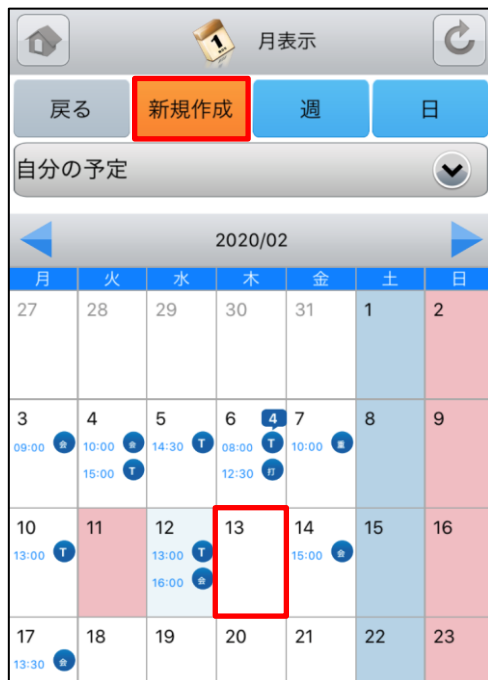 月表示
戻る 新規作成 週 日
自分の予定
2020/02
月 火 水 木 金 土 日
27 28 29 30 31 1 2
3 4 5 6 4 7 8 9
09:00 会 10:00 会 14:30 T 08:00 T 10:00 重
15:00 T 12:30 打
10 11 12 13 14 15 16
13:00 T 13:00 T 15:00 会
16:00 会
17 18 19 20 21 22 23
13:30 会